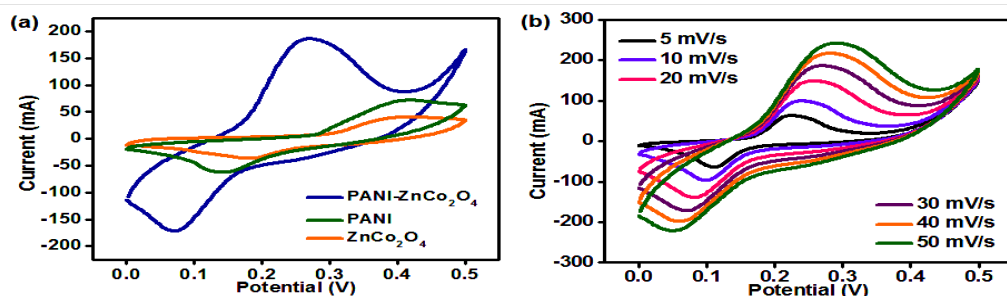 (a)
200
150
100
50
0
-50
-100
-150
-200
Current (mA)
PANI-ZnCo₂O₄
PANI
ZnCo₂O₄
0.0 0.1 0.2 0.3 0.4 0.5
Potential (V)
(b)
300
200
100
0
-100
-200
-300
Current (mA)
5 mV/s
10 mV/s
20 mV/s
30 mV/s
40 mV/s
50 mV/s
0.0 0.1 0.2 0.3 0.4 0.5
Potential (V)